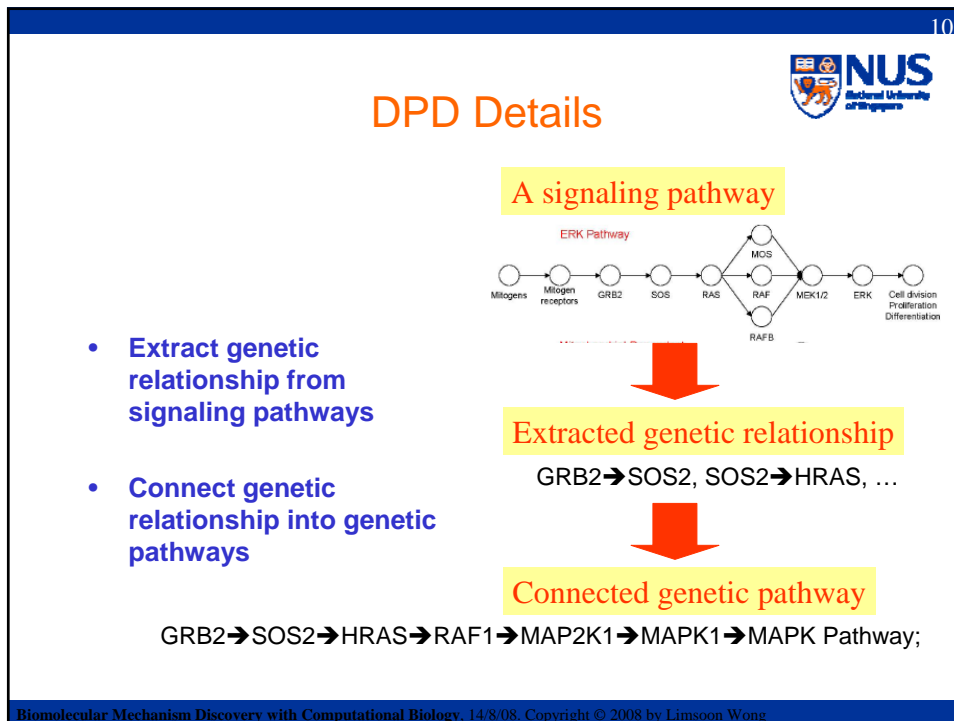 10
NUS
National University
of Singapore
DPD Details
A signaling pathway
ERK Pathway
MOS
Mitogens
Mitogen
receptors
GRB2
SOS
RAS
RAF
MEK1/2
ERK
Cell division
Proliferation
Differentiation
RAFB
• Extract genetic
relationship from
signaling pathways
Extracted genetic relationship
GRB2➔SOS2, SOS2➔HRAS, …
• Connect genetic
relationship into genetic
pathways
Connected genetic pathway
GRB2➔SOS2➔HRAS➔RAF1➔MAP2K1➔MAPK1➔MAPK Pathway;
Biomolecular Mechanism Discovery with Computational Biology, 14/8/08. Copyright © 2008 by Limsoon Wong